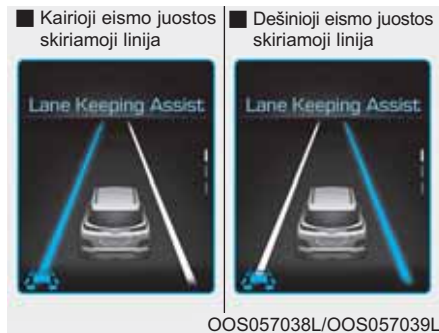 ■ Kairioji eismo juostos
skiriamoji linija
■ Dešinioji eismo juostos
skiriamoji linija
Lane Keeping Assist
Lane Keeping Assist
OOS057038L/OOS057039L